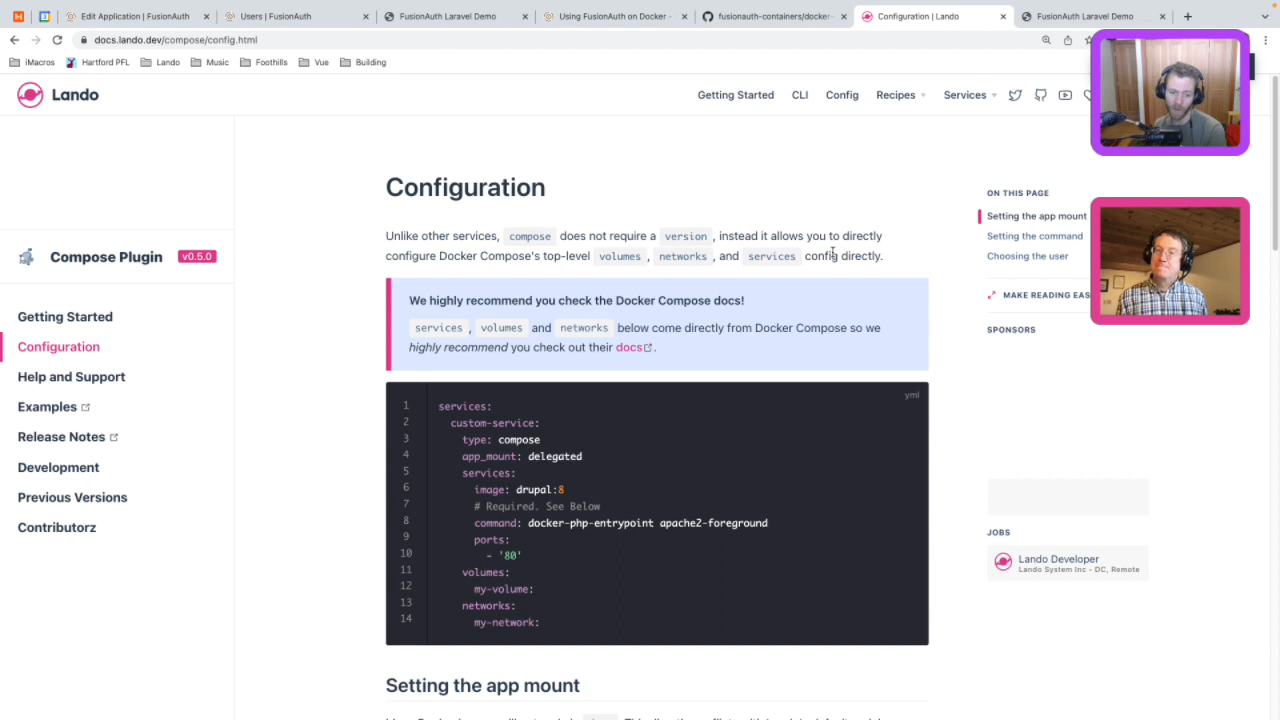 Edit Application | FusionAuth
Users | FusionAuth
FusionAuth Laravel Demo
Using FusionAuth on Docker -
fusionauth-containers/docker-
Configuration | Lando
FusionAuth Laravel Demo
docs.lando.dev/compose/config.html
iMacros
Hartford PFL
Lando
Music
Foothills
Vue
Building
Lando
Getting Started
CLI
Config
Recipes
Services
Compose Plugin v0.5.0
Getting Started
Configuration
Help and Support
Examples
Release Notes
Development
Previous Versions
Contributorz
Configuration
Unlike other services, compose does not require a version , instead it allows you to directly
configure Docker Compose's top-level volumes , networks , and services config directly.
We highly recommend you check the Docker Compose docs!
services , volumes and networks below come directly from Docker Compose so we
highly recommend you check out their docs .
yml
1 services:
2 custom-service:
3 type: compose
4 app_mount: delegated
5 services:
6 image: drupal:8
7 # Required. See Below
8 command: docker-php-entrypoint apache2-foreground
9 ports:
10 - '80'
11 volumes:
12 my-volume:
13 networks:
14 my-network:
Setting the app mount
ON THIS PAGE
Setting the app mount
Setting the command
Choosing the user
MAKE READING EAS
SPONSORS
JOBS
Lando Developer
Lando System Inc - DC, Remote